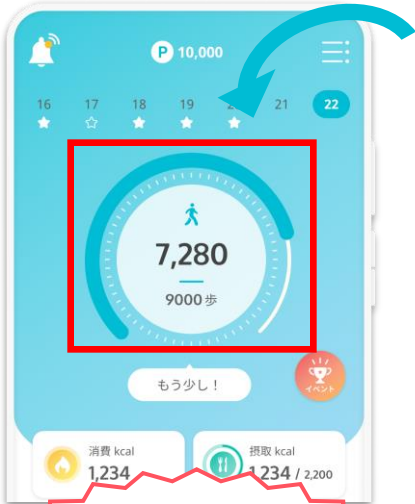 P 10,000
16 17 18 19 21 22
7,280
9000 歩
もう少し！
イベント
消費 kcal 摂取 kcal
1,234 1,234 / 2,200